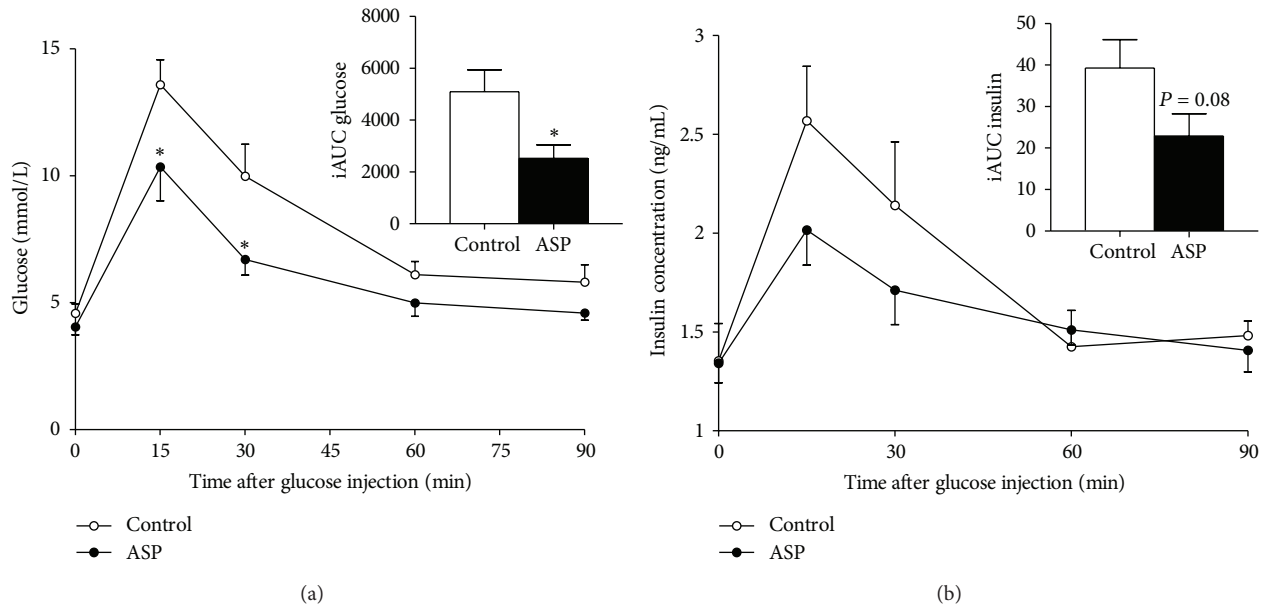 Glucose (mmol/L)
15
10
5
0
0 15 30 45 60 75 90
Time after glucose injection (min)
*
*
iAUC glucose
8000
6000
4000
2000
0
*
Control ASP
Control
ASP
(a)
Insulin concentration (ng/mL)
3
2.5
2
1.5
1
0 30 60 90
Time after glucose injection (min)
iAUC insulin
50
40
30
20
10
0
P = 0.08
Control ASP
Control
ASP
(b)